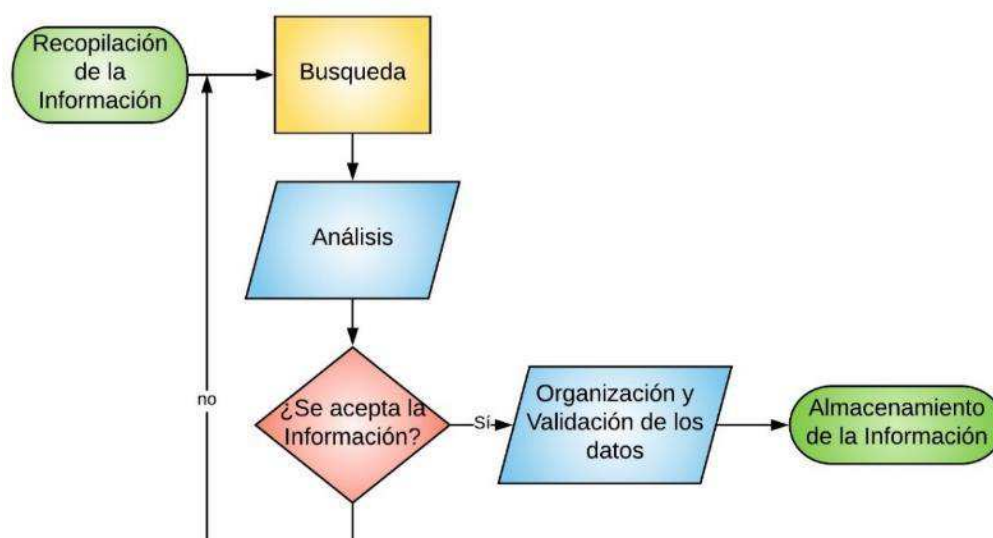 Recopilación
de la
Información
Busqueda
Análisis
¿Se acepta la
Información?
no
Sí
Organización y
Validación de los
datos
Almacenamiento
de la Información